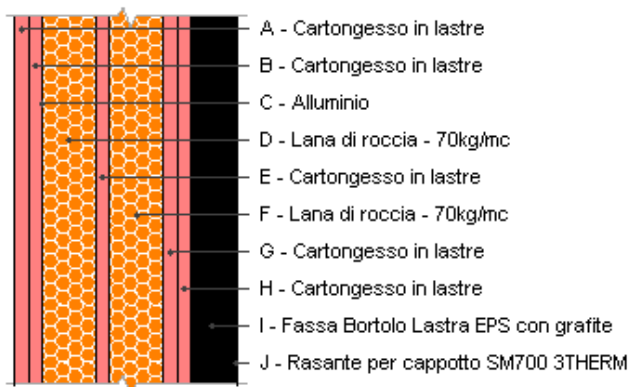 A - Cartongesso in lastre
B - Cartongesso in lastre
C - Alluminio
D - Lana di roccia - 70kg/mc
E - Cartongesso in lastre
F - Lana di roccia - 70kg/mc
G - Cartongesso in lastre
H - Cartongesso in lastre
I - Fassa Bortolo Lastra EPS con grafite
J - Rasante per cappotto SM700 3THERM